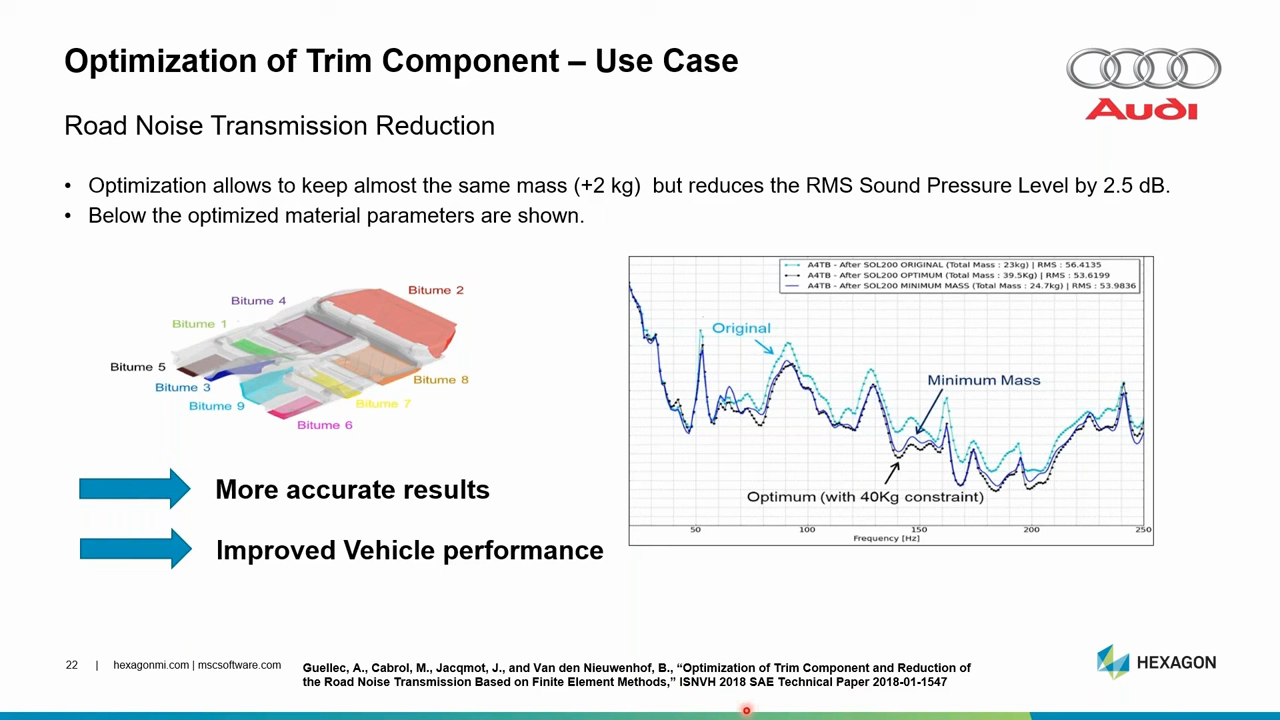 Optimization of Trim Component – Use Case
Audi
Road Noise Transmission Reduction
• Optimization allows to keep almost the same mass (+2 kg)  but reduces the RMS Sound Pressure Level by 2.5 dB.
• Below the optimized material parameters are shown.
Bitume 4
Bitume 2
Bitume 1
Bitume 5
Bitume 3
Bitume 8
Bitume 9
Bitume 7
Bitume 6
A4TB - After SOL200 ORIGINAL (Total Mass : 23kg) | RMS : 56.4135
A4TB - After SOL200 OPTIMUM (Total Mass : 39.5Kg) | RMS : 53.6199
A4TB - After SOL200 MINIMUM MASS (Total Mass : 24.7kg) | RMS : 53.9836
Original
Minimum Mass
Optimum (with 40Kg constraint)
50 100 150 200 250
Frequency [Hz]
More accurate results
Improved Vehicle performance
22 | hexagonmi.com | mscsoftware.com
Guellec, A., Cabrol, M., Jacqmot, J., and Van den Nieuwenhof, B., “Optimization of Trim Component and Reduction of
the Road Noise Transmission Based on Finite Element Methods,” ISNVH 2018 SAE Technical Paper 2018-01-1547
HEXAGON